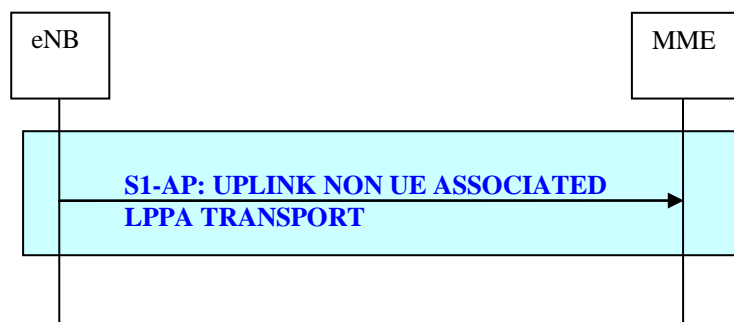 eNB
MME
S1-AP: UPLINK NON UE ASSOCIATED
LPPA TRANSPORT